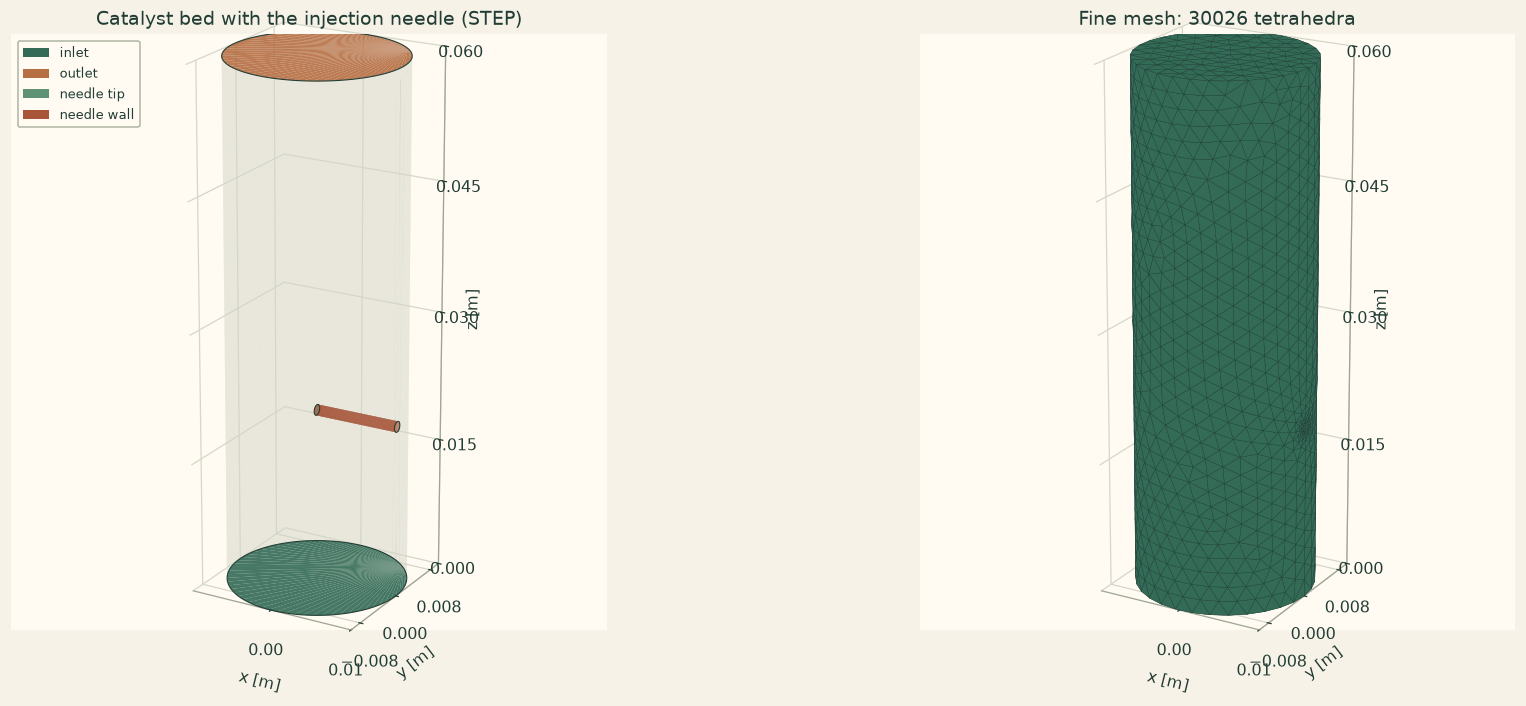 Catalyst bed with the injection needle (STEP)
inlet
outlet
needle tip
needle wall
0.060
0.045
0.030
z [m]
0.015
0.000
0.008
0.000
−0.008
y [m]
0.00
0.01
x [m]
Fine mesh: 30026 tetrahedra
0.060
0.045
0.030
z [m]
0.015
0.000
0.008
0.000
−0.008
y [m]
0.00
0.01
x [m]